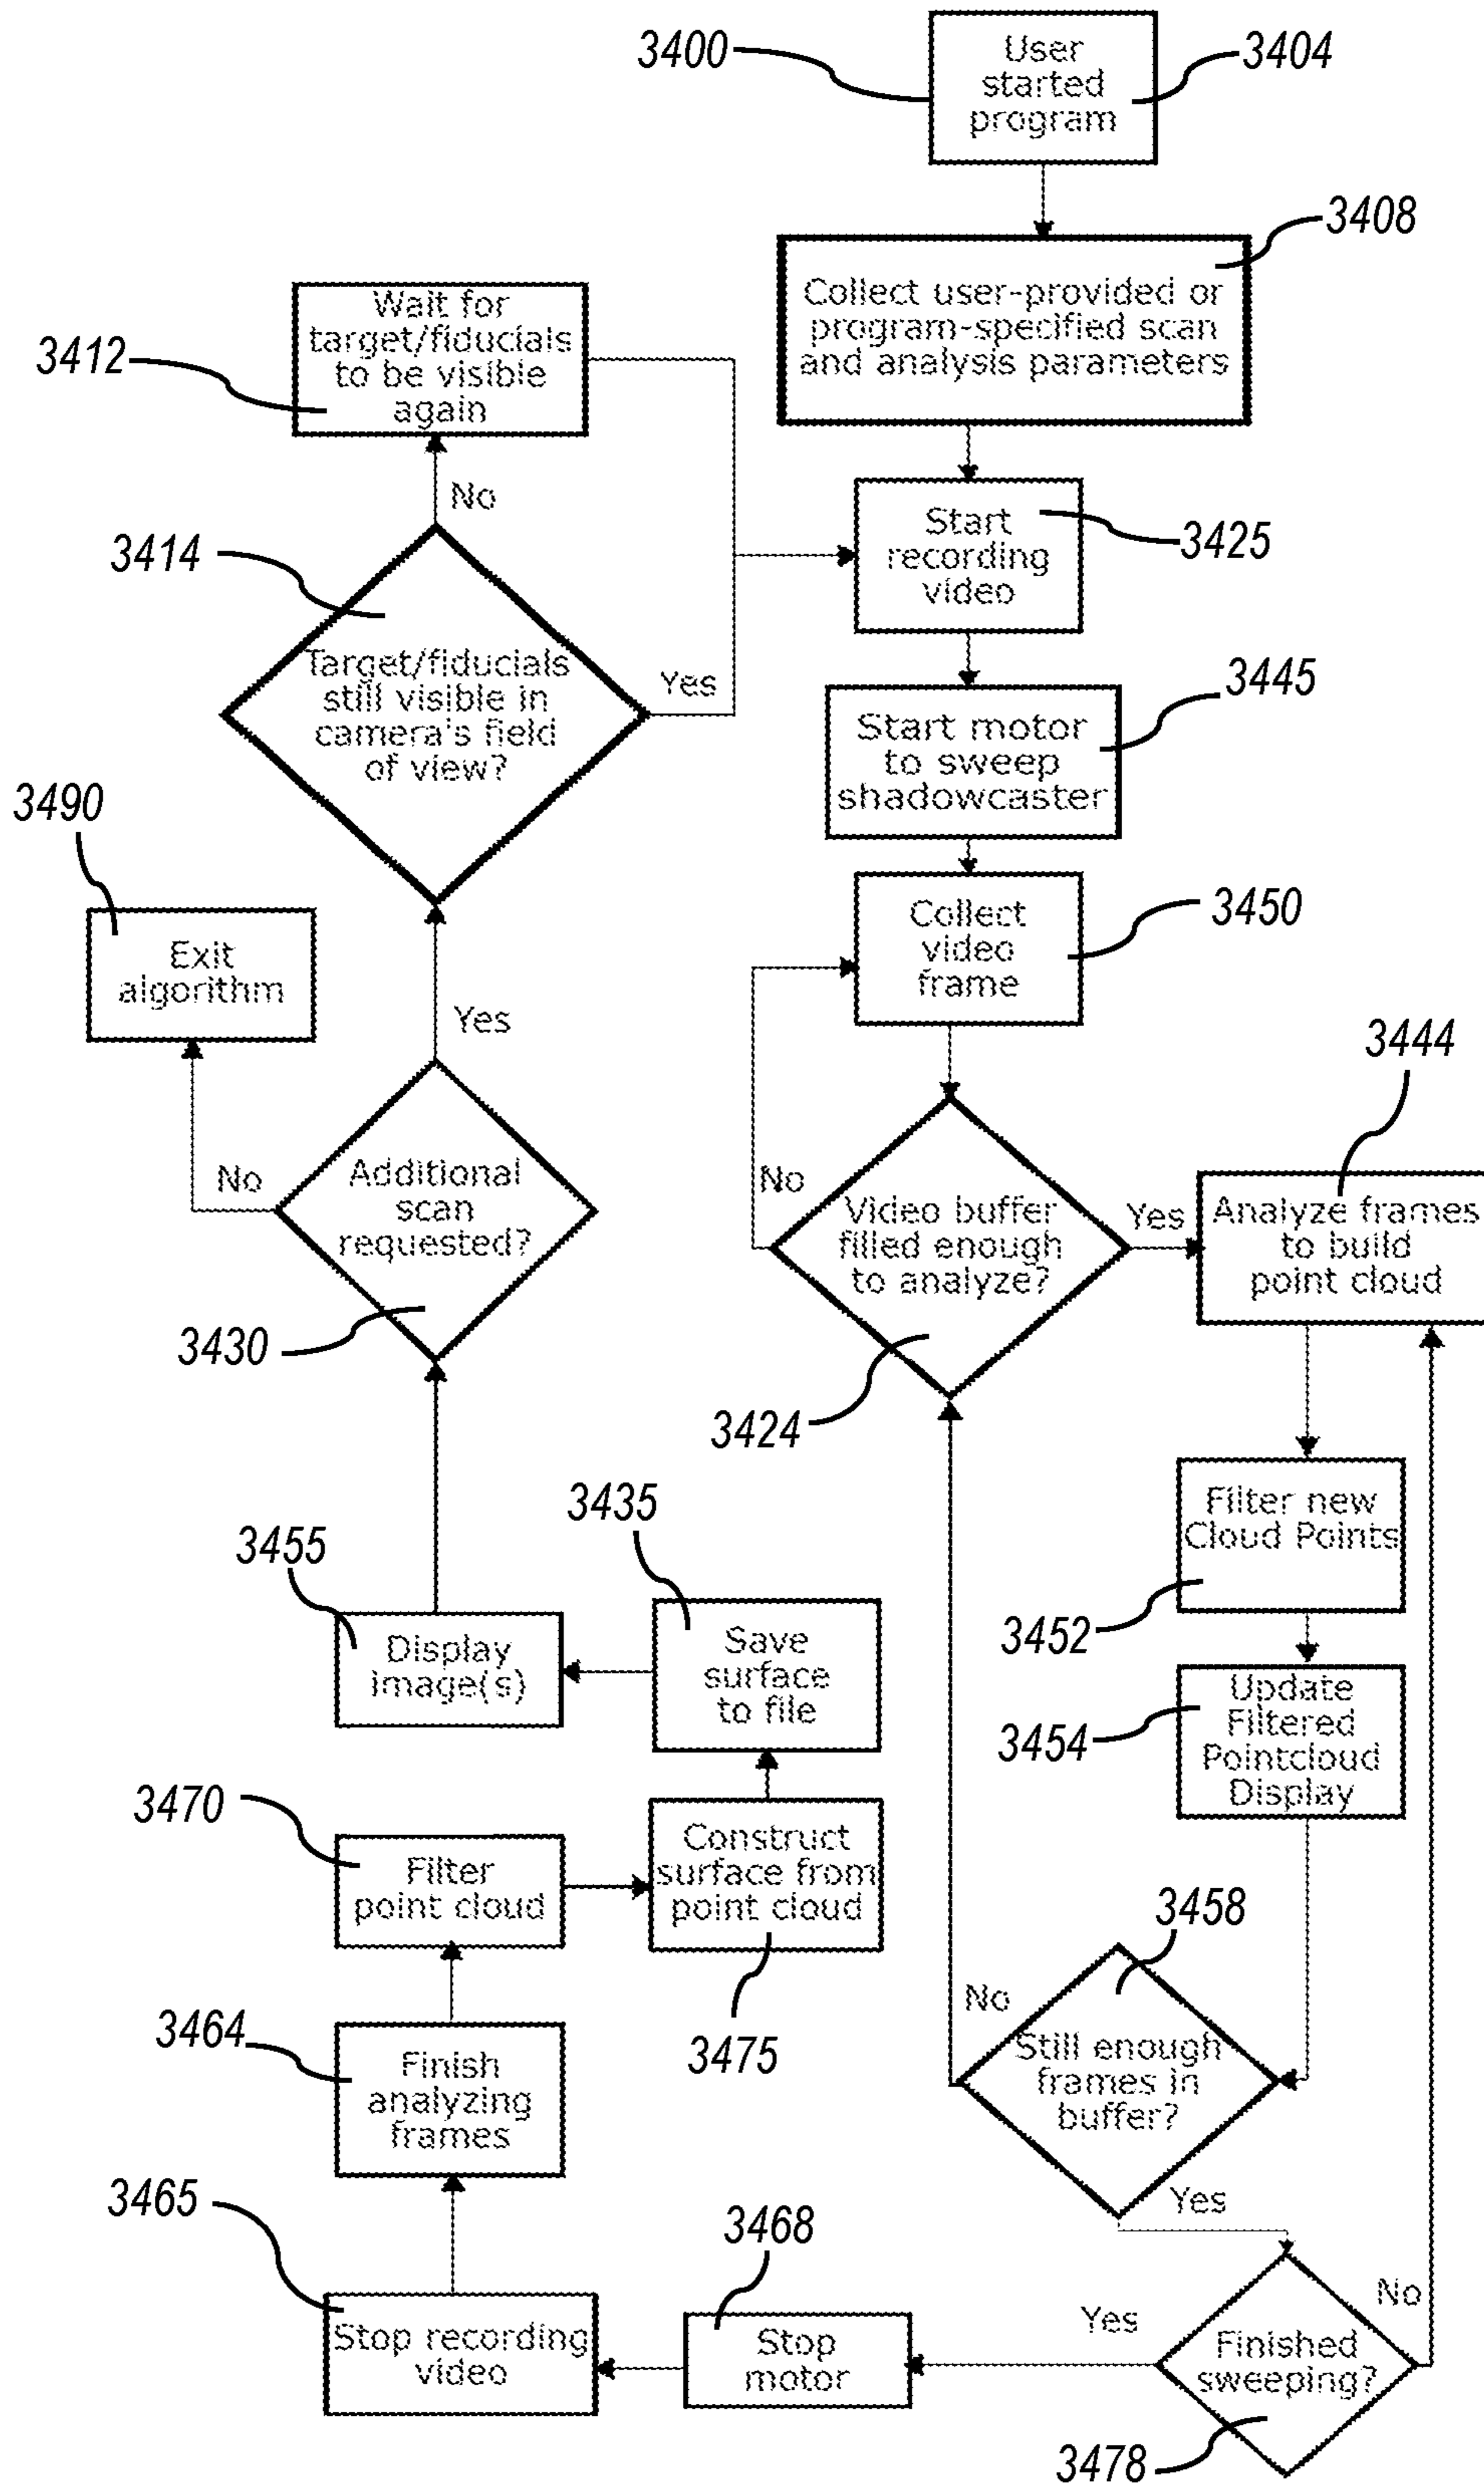 3400
User
started
program
3404
3408
Collect user-provided or
program-specified scan
and analysis parameters
Wait for
target/fiducials
to be visible
again
3412
No
3414
Target/fiducials
still visible in
camera's field
of view?
Yes
Start
recording
video
3425
Start motor
to sweep
shadowcaster
3445
3490
Exit
algorithm
Collect
video
frame
3450
Yes
3444
No
Additional
scan
requested?
3430
No
Video buffer
filled enough
to analyze?
Yes
3424
Analyze frames
to build
point cloud
Filter new
Cloud Points
3452
Update
Filtered
Pointcloud
Display
3454
3455
Display
image(s)
3435
Save
surface
to file
3470
Filter
point cloud
Construct
surface from
point cloud
3475
3458
No
Still enough
frames in
buffer?
Yes
3464
Finish
analyzing
frames
3465
Stop recording
video
3468
Stop
motor
Yes
Finished
sweeping?
No
3478